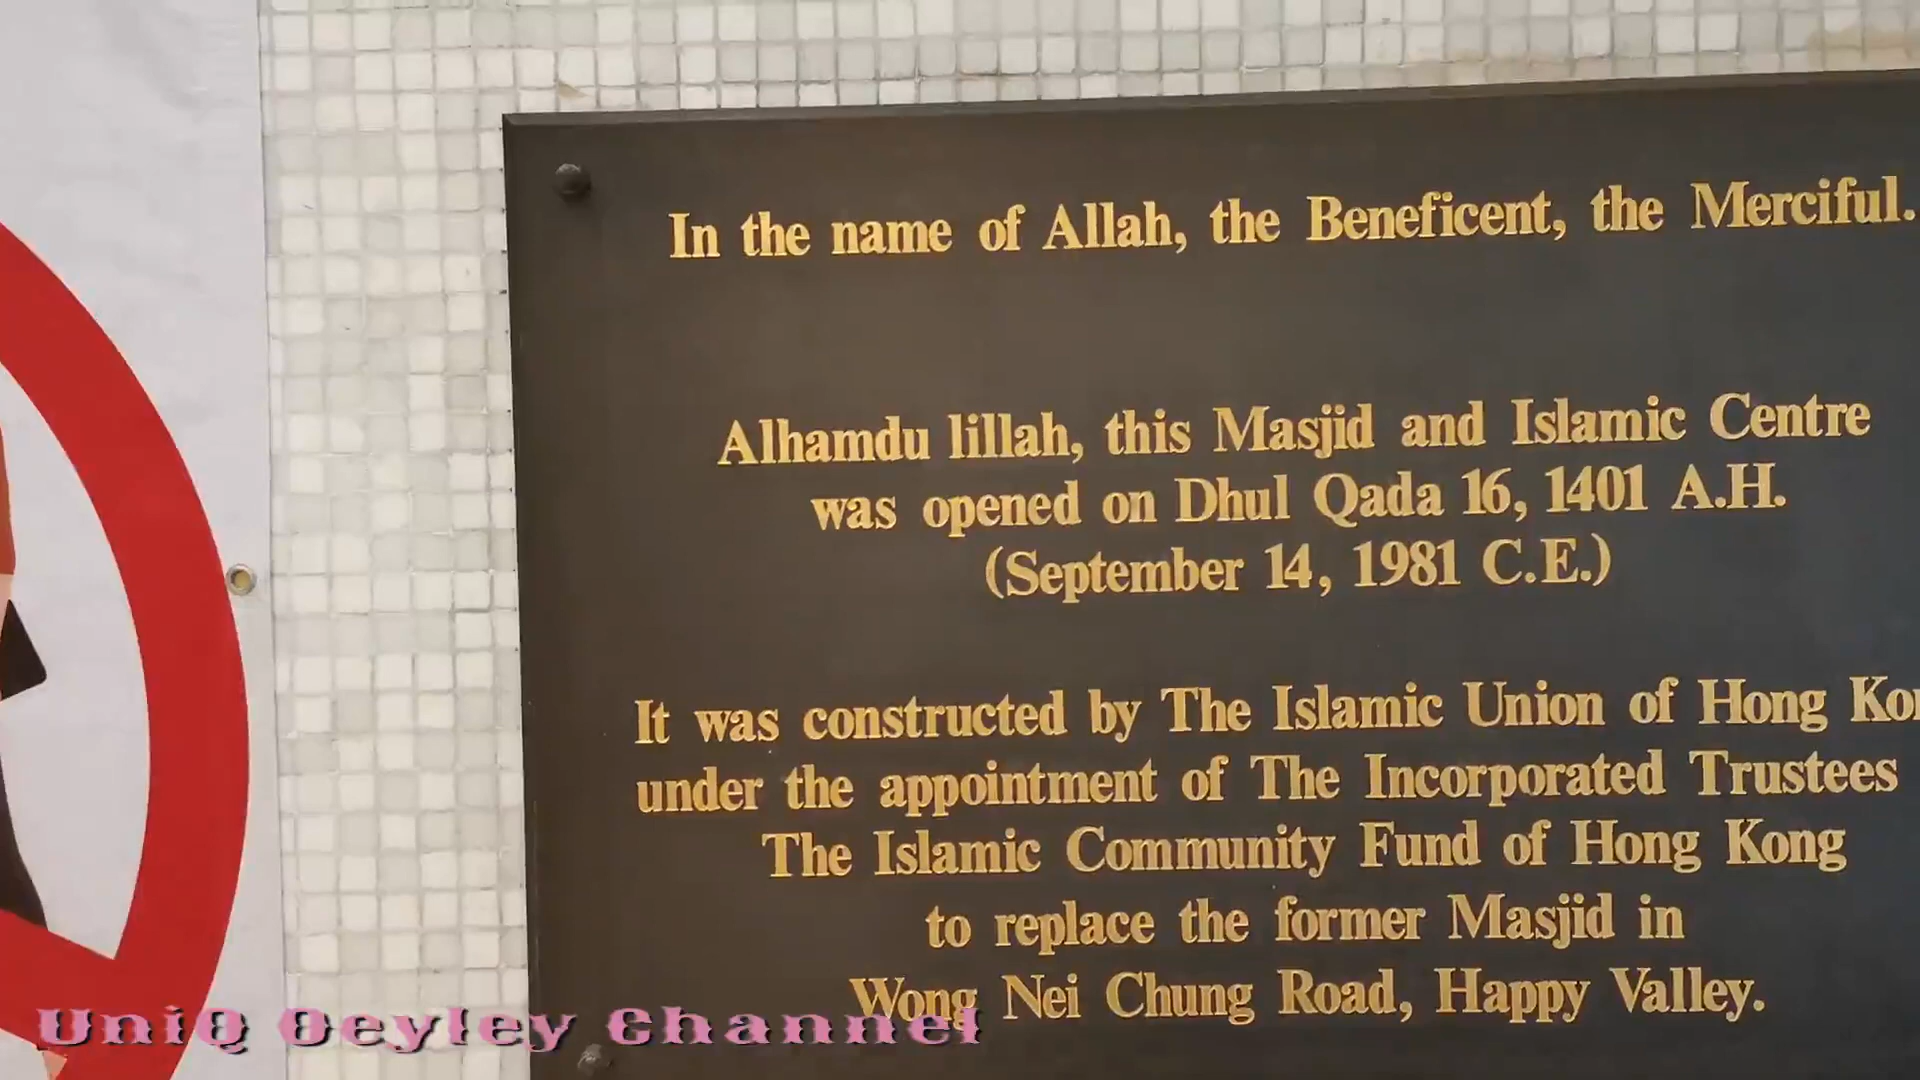 In the name of Allah, the Beneficent, the Merciful.
Alhamdu lillah, this Masjid and Islamic Centre
was opened on Dhul Qada 16, 1401 A.H.
(September 14, 1981 C.E.)
It was constructed by The Islamic Union of Hong
under the appointment of The Incorporated Trustees
The Islamic Community Fund of Hong Kong
to replace the former Masjid in
Wong Nei Chung Road, Happy Valley.
UniQ Oeyley Channel